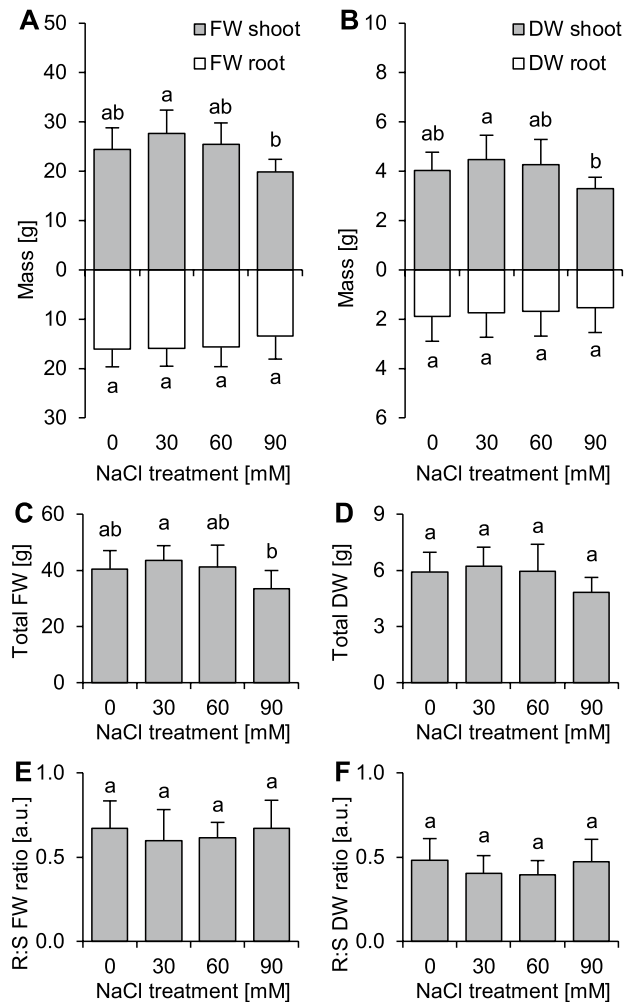 A
50
40
30
20
10
0
10
20
30
Mass [g]
FW shoot
FW root
ab
a
ab
b
a
a
a
a
0 30 60 90
NaCl treatment [mM]
B
10
8
6
4
2
0
2
4
6
Mass [g]
DW shoot
DW root
ab
a
ab
b
a
a
a
a
0 30 60 90
NaCl treatment [mM]
C
60
40
20
0
Total FW [g]
ab
a
ab
b
0 30 60 90
NaCl treatment [mM]
D
9
6
3
0
Total DW [g]
a
a
a
a
0 30 60 90
NaCl treatment [mM]
E
1.0
0.5
0.0
R:S FW ratio [a.u.]
a
a
a
a
0 30 60 90
NaCl treatment [mM]
F
1.0
0.5
0.0
R:S DW ratio [a.u.]
a
a
a
a
0 30 60 90
NaCl treatment [mM]